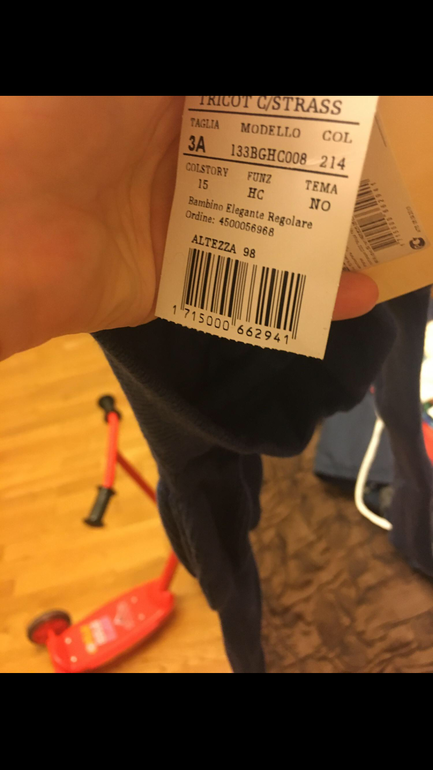 TRICOT C/STRASS
TAGLIA MODELLO COL
3A 133BGHC008 214
COLSTORY FUNZ TEMA
15 HC NO
Bambino Elegante Regolare
Ordine: 4500056968
ALTEZZA 98
1 715000 662941